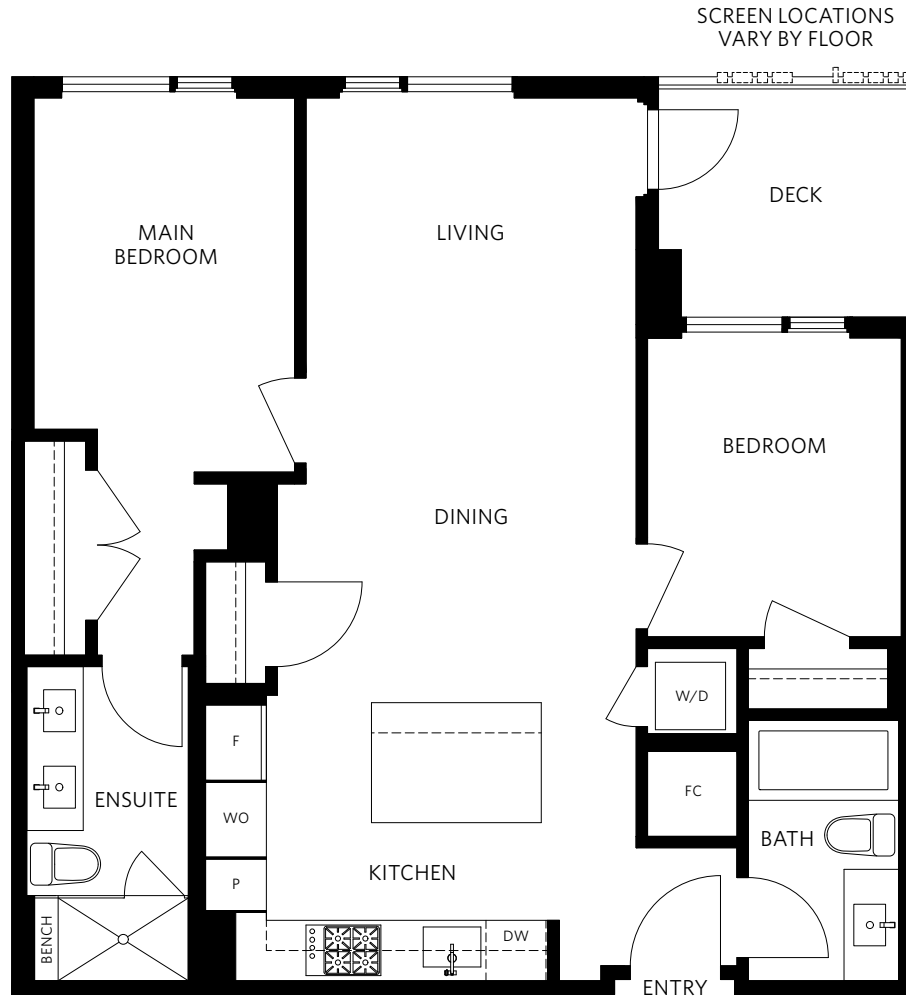 SCREEN LOCATIONS
VARY BY FLOOR
DECK
MAIN
BEDROOM
LIVING
BEDROOM
DINING
W/D
F
FC
ENSUITE
WO
BATH
KITCHEN
P
BENCH
DW
ENTRY